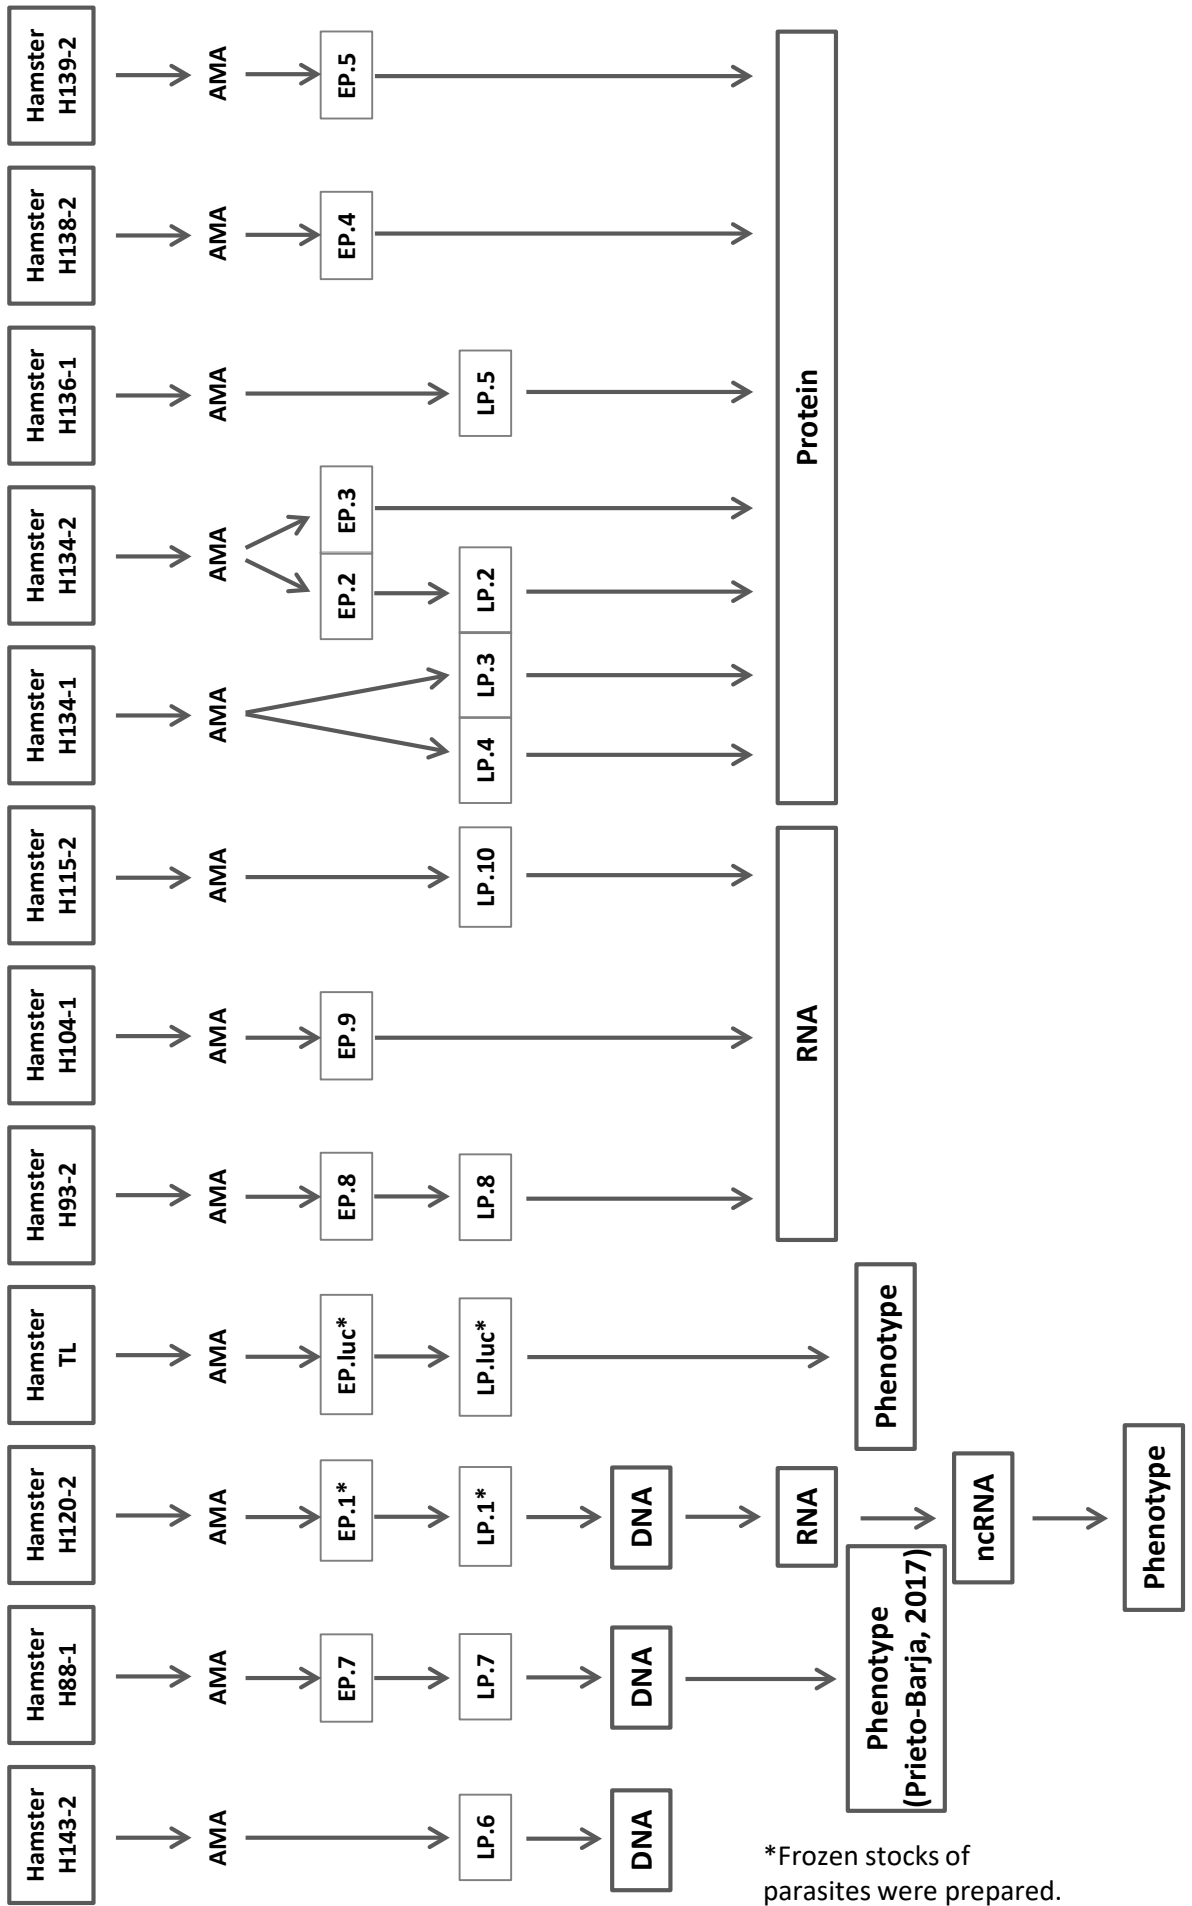 Hamster
H143-2
Hamster
H88-1
Hamster
H120-2
Hamster
TL
Hamster
H93-2
Hamster
H104-1
Hamster
H115-2
Hamster
H134-1
Hamster
H134-2
Hamster
H136-1
Hamster
H138-2
Hamster
H139-2
AMA
AMA
AMA
AMA
AMA
AMA
AMA
AMA
AMA
AMA
AMA
AMA
EP.7
EP.1*
EP.luc*
EP.8
EP.9
EP.2
EP.3
EP.4
EP.5
LP.6
LP.7
LP.1*
LP.luc*
LP.8
LP.10
LP.4
LP.3
LP.2
LP.5
DNA
DNA
DNA
RNA
RNA
Protein
Phenotype
(Prieto-Barja, 2017)
Phenotype
ncRNA
Phenotype
*Frozen stocks of
parasites were prepared.